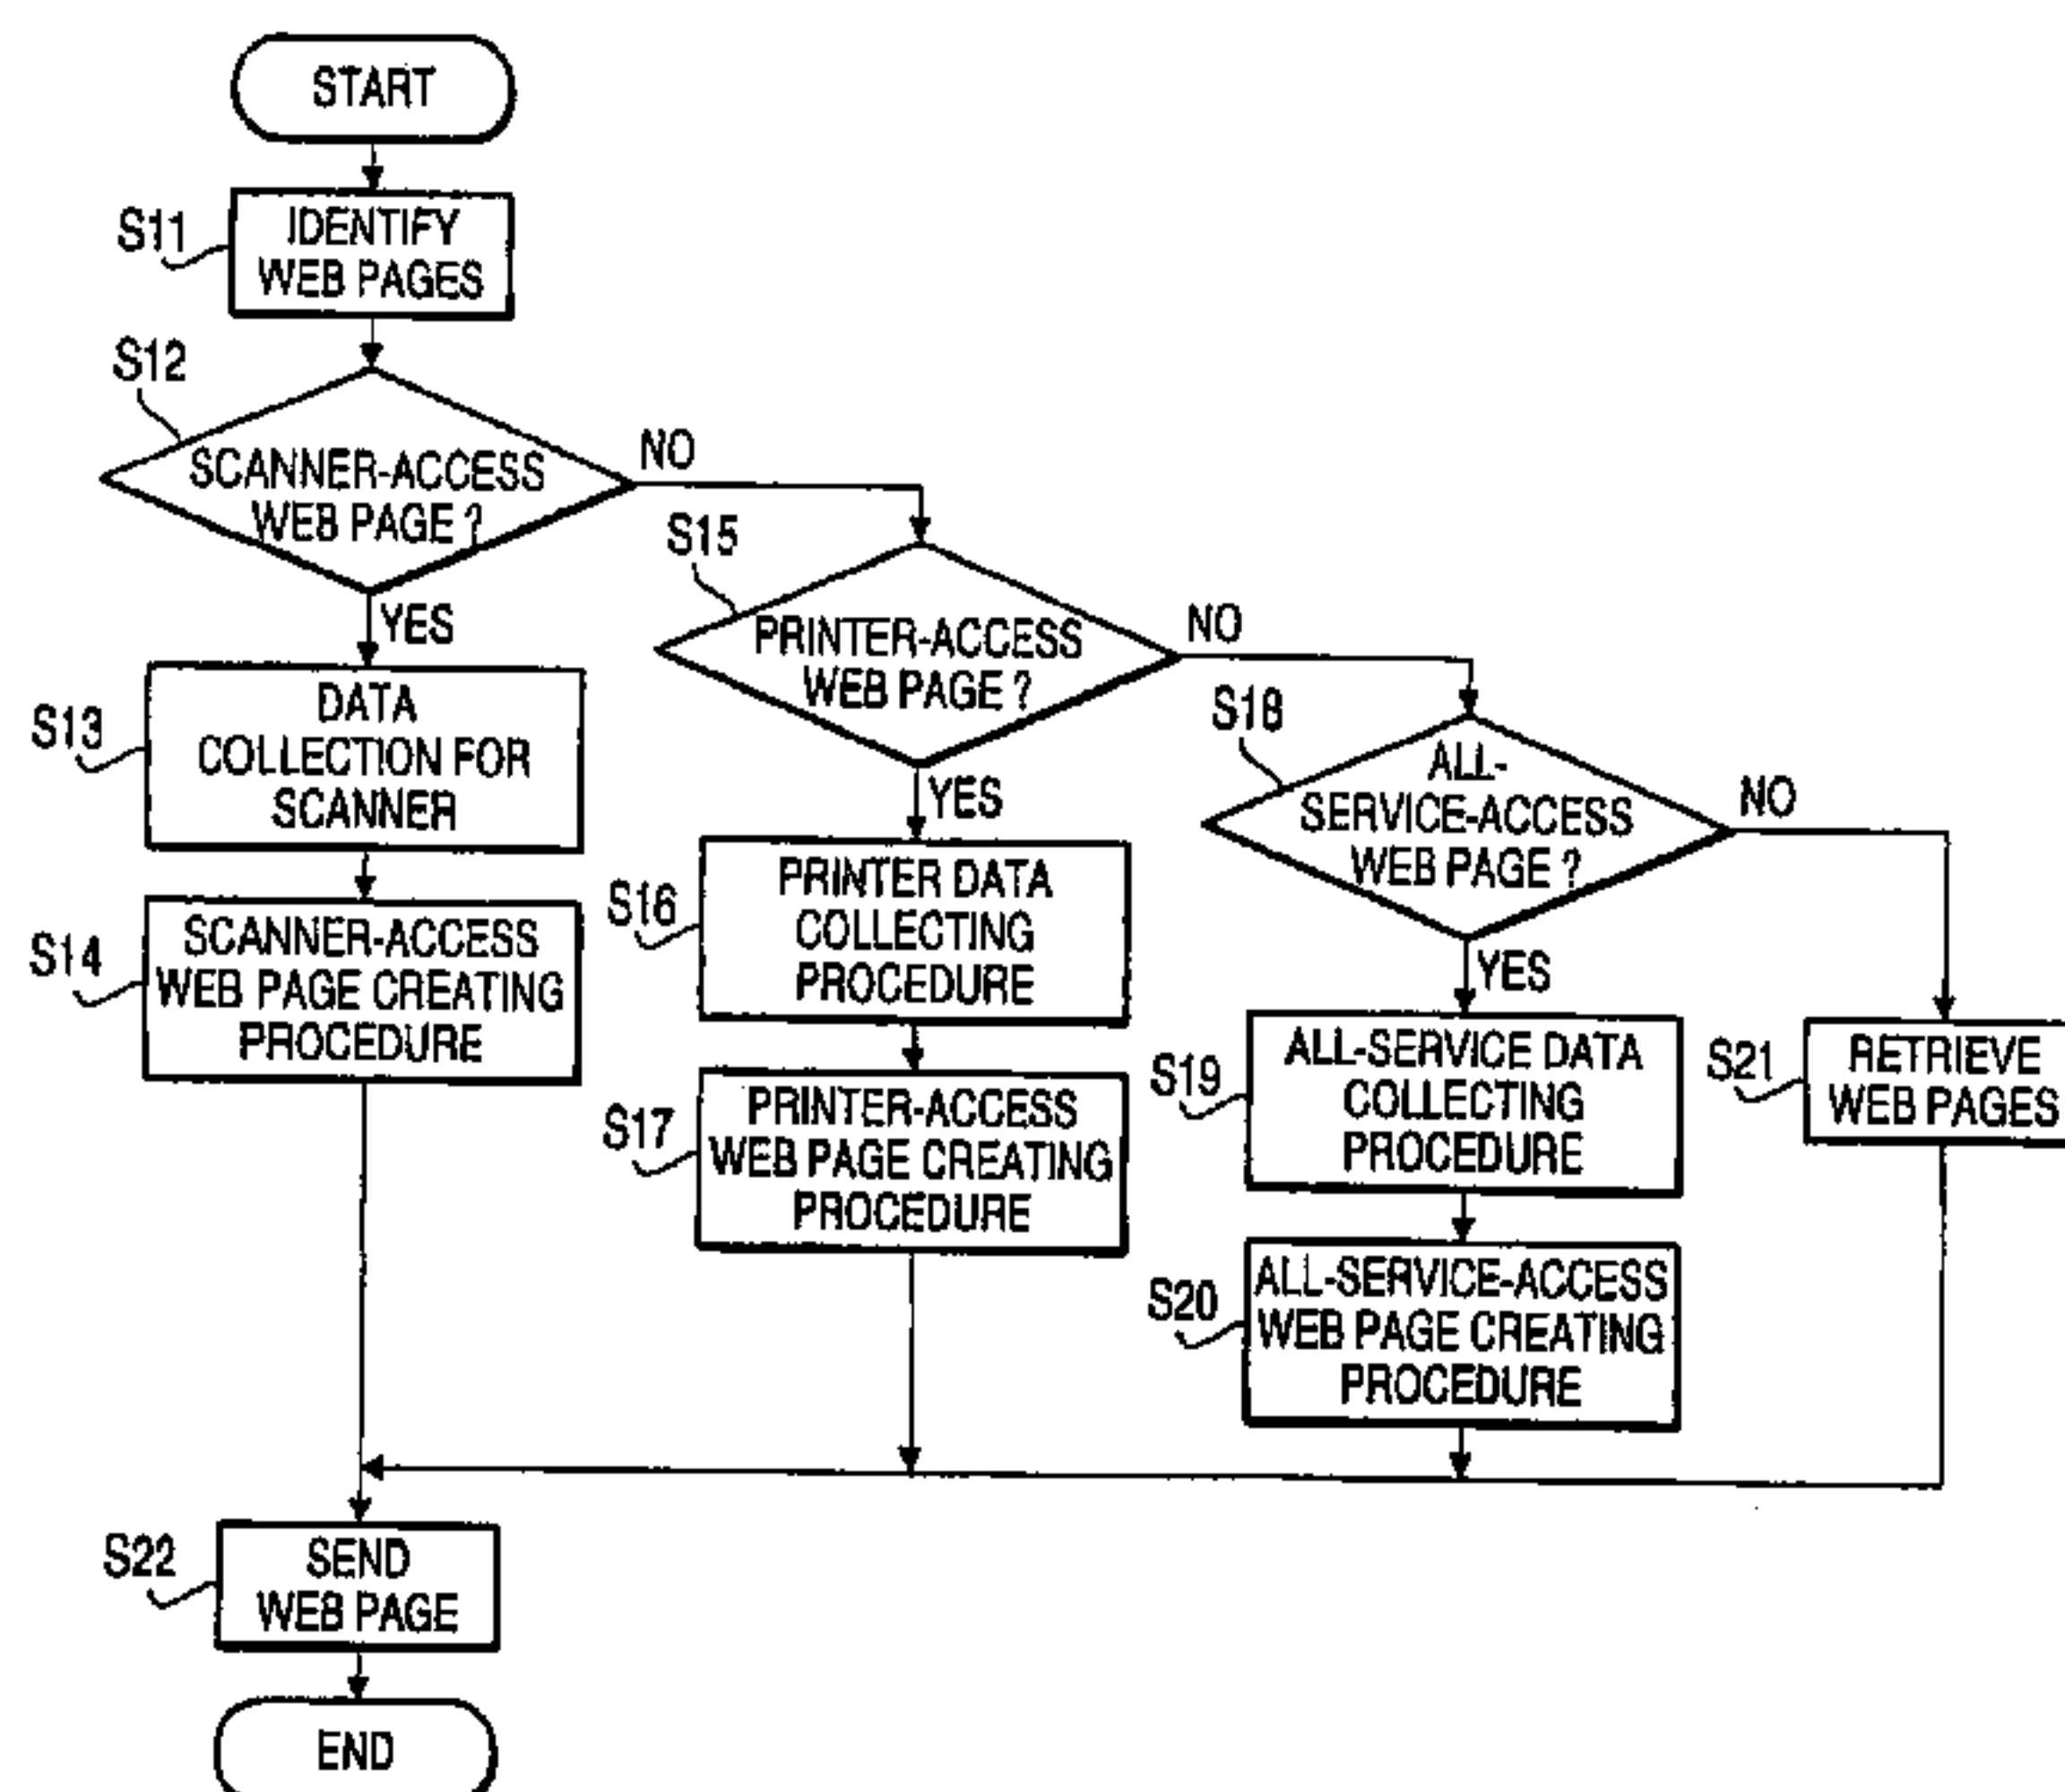 START
S11
IDENTIFY
WEB PAGES
S12
SCANNER-ACCESS
WEB PAGE ?
NO
YES
S13
DATA
COLLECTION FOR
SCANNER
S14
SCANNER-ACCESS
WEB PAGE CREATING
PROCEDURE
S15
PRINTER-ACCESS
WEB PAGE ?
NO
YES
S16
PRINTER DATA
COLLECTING
PROCEDURE
S17
PRINTER-ACCESS
WEB PAGE CREATING
PROCEDURE
S18
ALL-
SERVICE-ACCESS
WEB PAGE ?
NO
YES
S19
ALL-SERVICE DATA
COLLECTING
PROCEDURE
S20
ALL-SERVICE-ACCESS
WEB PAGE CREATING
PROCEDURE
S21
RETRIEVE
WEB PAGES
S22
SEND
WEB PAGE
END